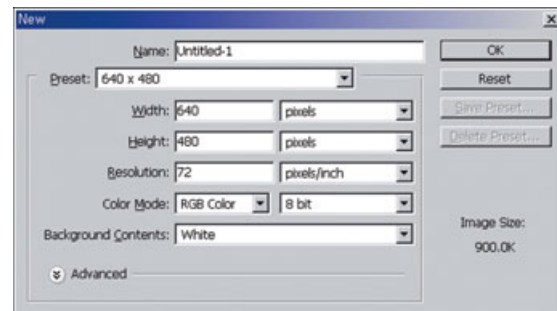 New
Name: Untitled-1
OK
Preset: 640 x 480
Reset
Width: 640 pixels
Save Preset...
Height: 480 pixels
Delete Preset...
Resolution: 72 pixels/inch
Color Mode: RGB Color 8 bit
Image Size:
Background Contents: White
900.0K
Advanced